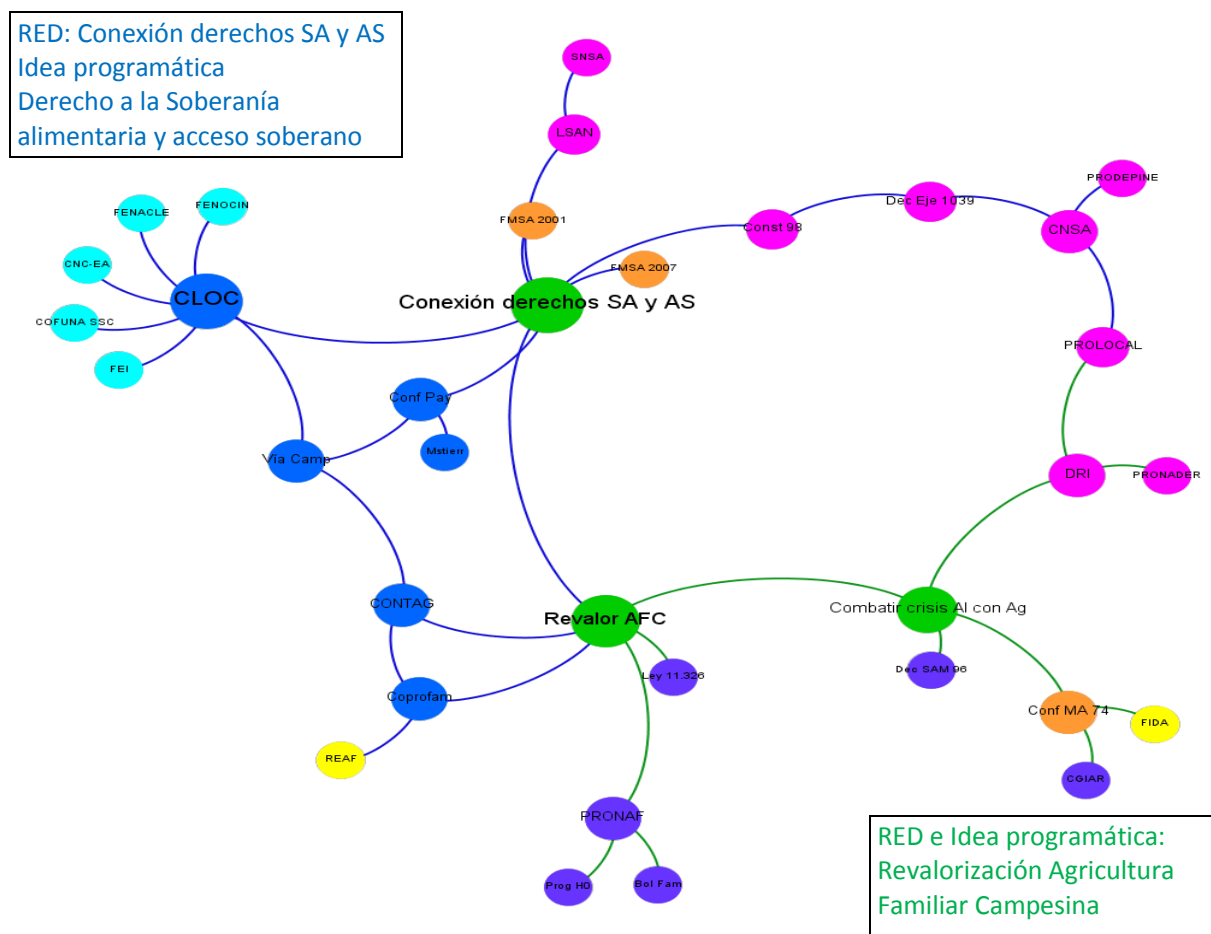 RED: Conexión derechos SA y AS
Idea programática
Derecho a la Soberanía
alimentaria y acceso soberano
SNSA
LSAN
FENACLE
FENOCIN
CNC-EA
COFUNA SSC
FEI
CLOC
FMSA 2001
FMSA 2007
Conexión derechos SA y AS
Const 98
Dec Eje 1039
PRODEPINE
CNSA
PROLOCAL
Conf Pay
Mstierr
Via Camp
DRI
PRONADER
CONTAG
Revalor AFC
Combatir crisis Al con Ag
Ley 11.326
Dec SAM 96
Coprofam
REAF
Conf MA 74
FIDA
CGIAR
PRONAF
Prog H0
Bol Fam
RED e Idea programática:
Revalorización Agricultura
Familiar Campesina